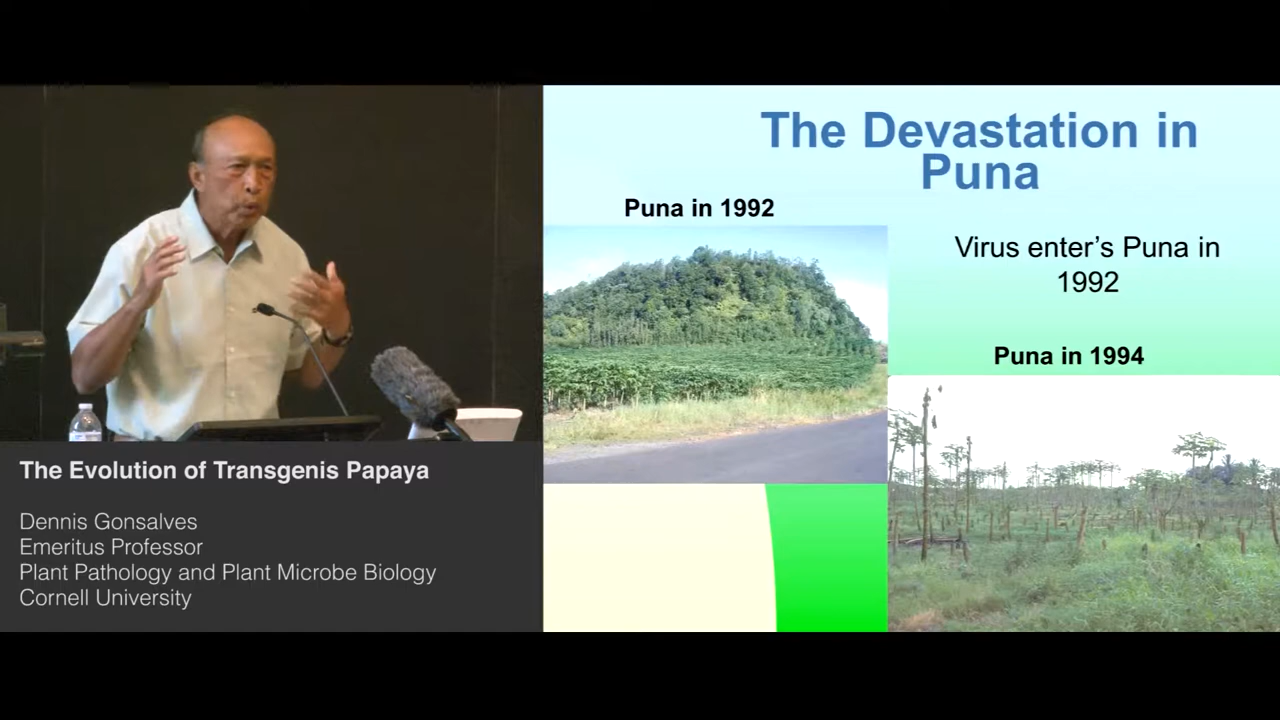 The Devastation in
Puna
Puna in 1992
Virus enter’s Puna in
1992
Puna in 1994
The Evolution of Transgenis Papaya
Dennis Gonsalves
Emeritus Professor
Plant Pathology and Plant Microbe Biology
Cornell University